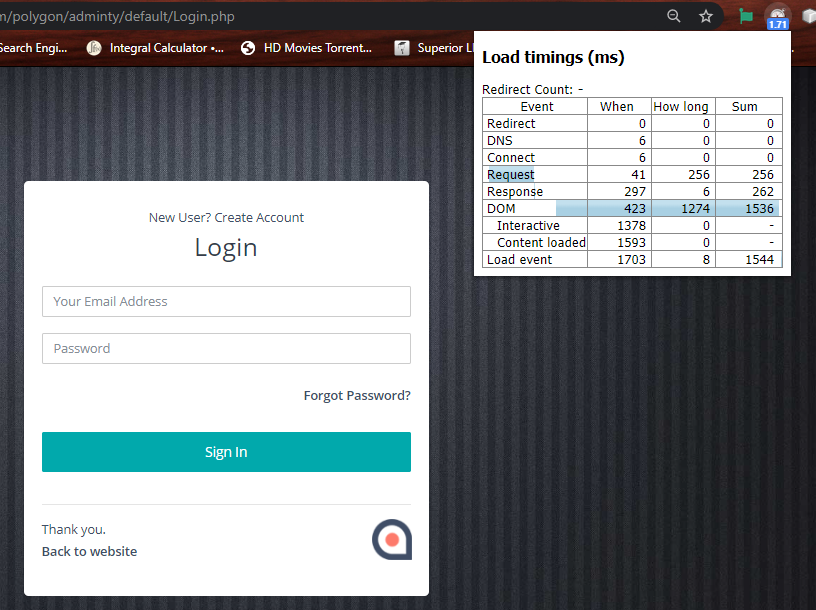 m/polygon/adminty/default/Login.php
1.71
Search Engi...
Integral Calculator •...
HD Movies Torrent...
Superior
Load timings (ms)
Redirect Count: -
Event When How long Sum
Redirect 0 0 0
DNS 6 0 0
Connect 6 0 0
Request 41 256 256
Response 297 6 262
DOM 423 1274 1536
Interactive 1378 0 -
Content loaded 1593 0 -
Load event 1703 8 1544
New User? Create Account
Login
Your Email Address
Password
Forgot Password?
Sign In
Thank you.
Back to website